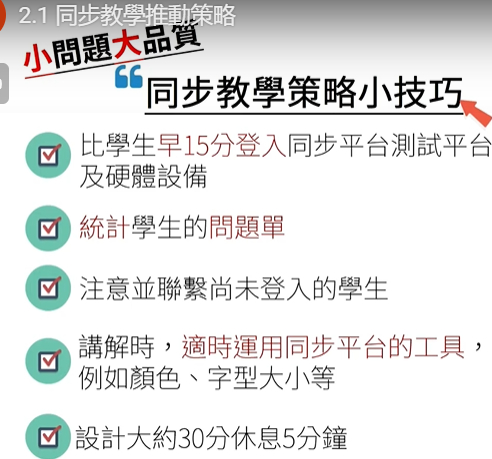 2.1 同步教學推動策略
小問題大品質
“同步教學策略小技巧
比學生早15分登入同步平台測試平台
及硬體設備
統計學生的問題單
注意並聯繫尚未登入的學生
講解時，適時運用同步平台的工具，
例如顏色、字型大小等
設計大約30分休息5分鐘